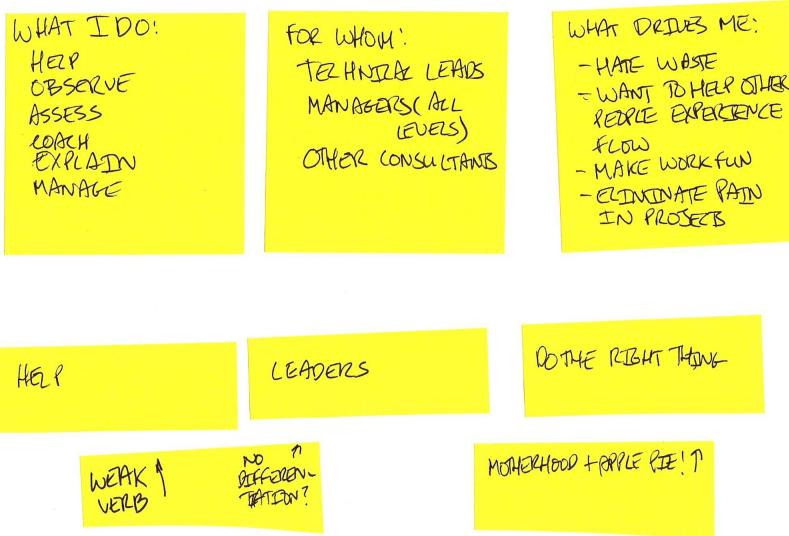 WHAT I DO:
HELP
OBSERVE
ASSESS
COACH
EXPLAIN
MANAGE
FOR WHOM:
TECHNICAL LEADS
MANAGERS (ALL
LEVELS)
OTHER CONSULTANTS
WHAT DRIVES ME:
- HATE WASTE
- WANT TO HELP OTHER
PEOPLE EXPERIENCE
FLOW
- MAKE WORK FUN
- ELIMINATE PAIN
IN PROJECTS
HELP
LEADERS
DO THE RIGHT THING
WEAK ↑
VERB
NO ↑
DIFFEREN-
TIATION?
MOTHERHOOD + APPLE PIE! ↑